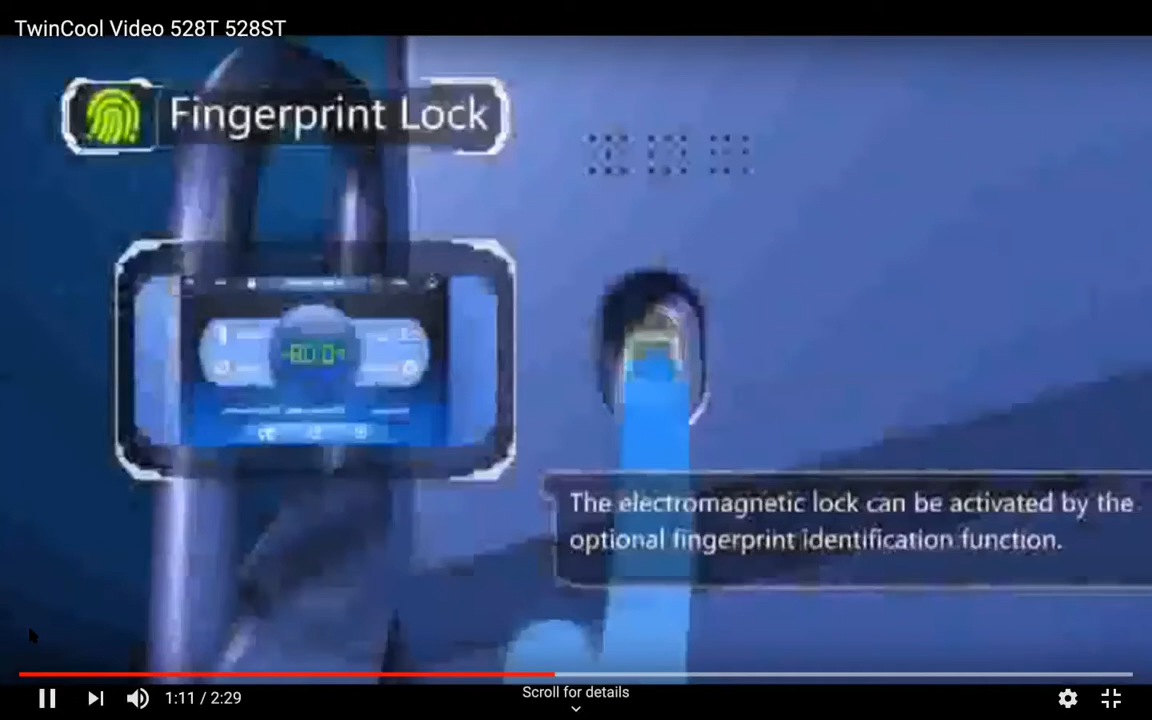 TwinCool Video 528T 528ST
Fingerprint Lock
The electromagnetic lock can be activated by the
optional fingerprint identification function.
1:11 / 2:29
Scroll for details